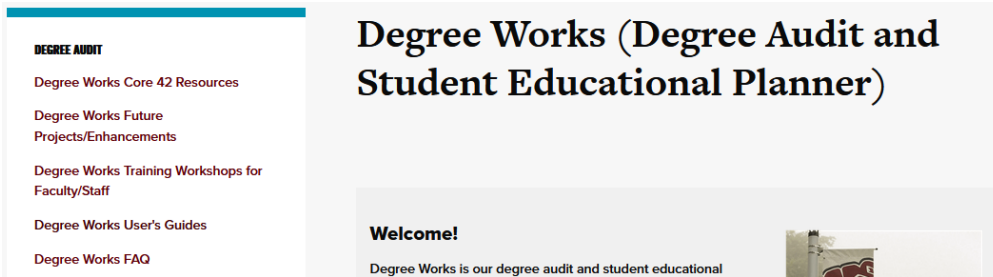 DEGREE AUDIT
Degree Works Core 42 Resources
Degree Works Future
Projects/Enhancements
Degree Works Training Workshops for
Faculty/Staff
Degree Works User's Guides
Degree Works FAQ
Degree Works (Degree Audit and
Student Educational Planner)
Welcome!
Degree Works is our degree audit and student educational